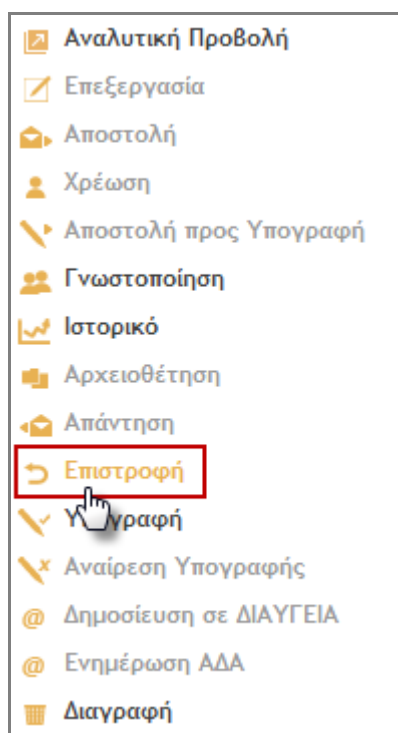 Αναλυτική Προβολή
Επεξεργασία
Αποστολή
Χρέωση
Αποστολή προς Υπογραφή
Γνωστοποίηση
Ιστορικό
Αρχειοθέτηση
Απάντηση
Επιστροφή
Υπογραφή
Αναίρεση Υπογραφής
@ Δημοσίευση σε ΔΙΑΥΓΕΙΑ
@ Ενημέρωση ΑΔΑ
Διαγραφή